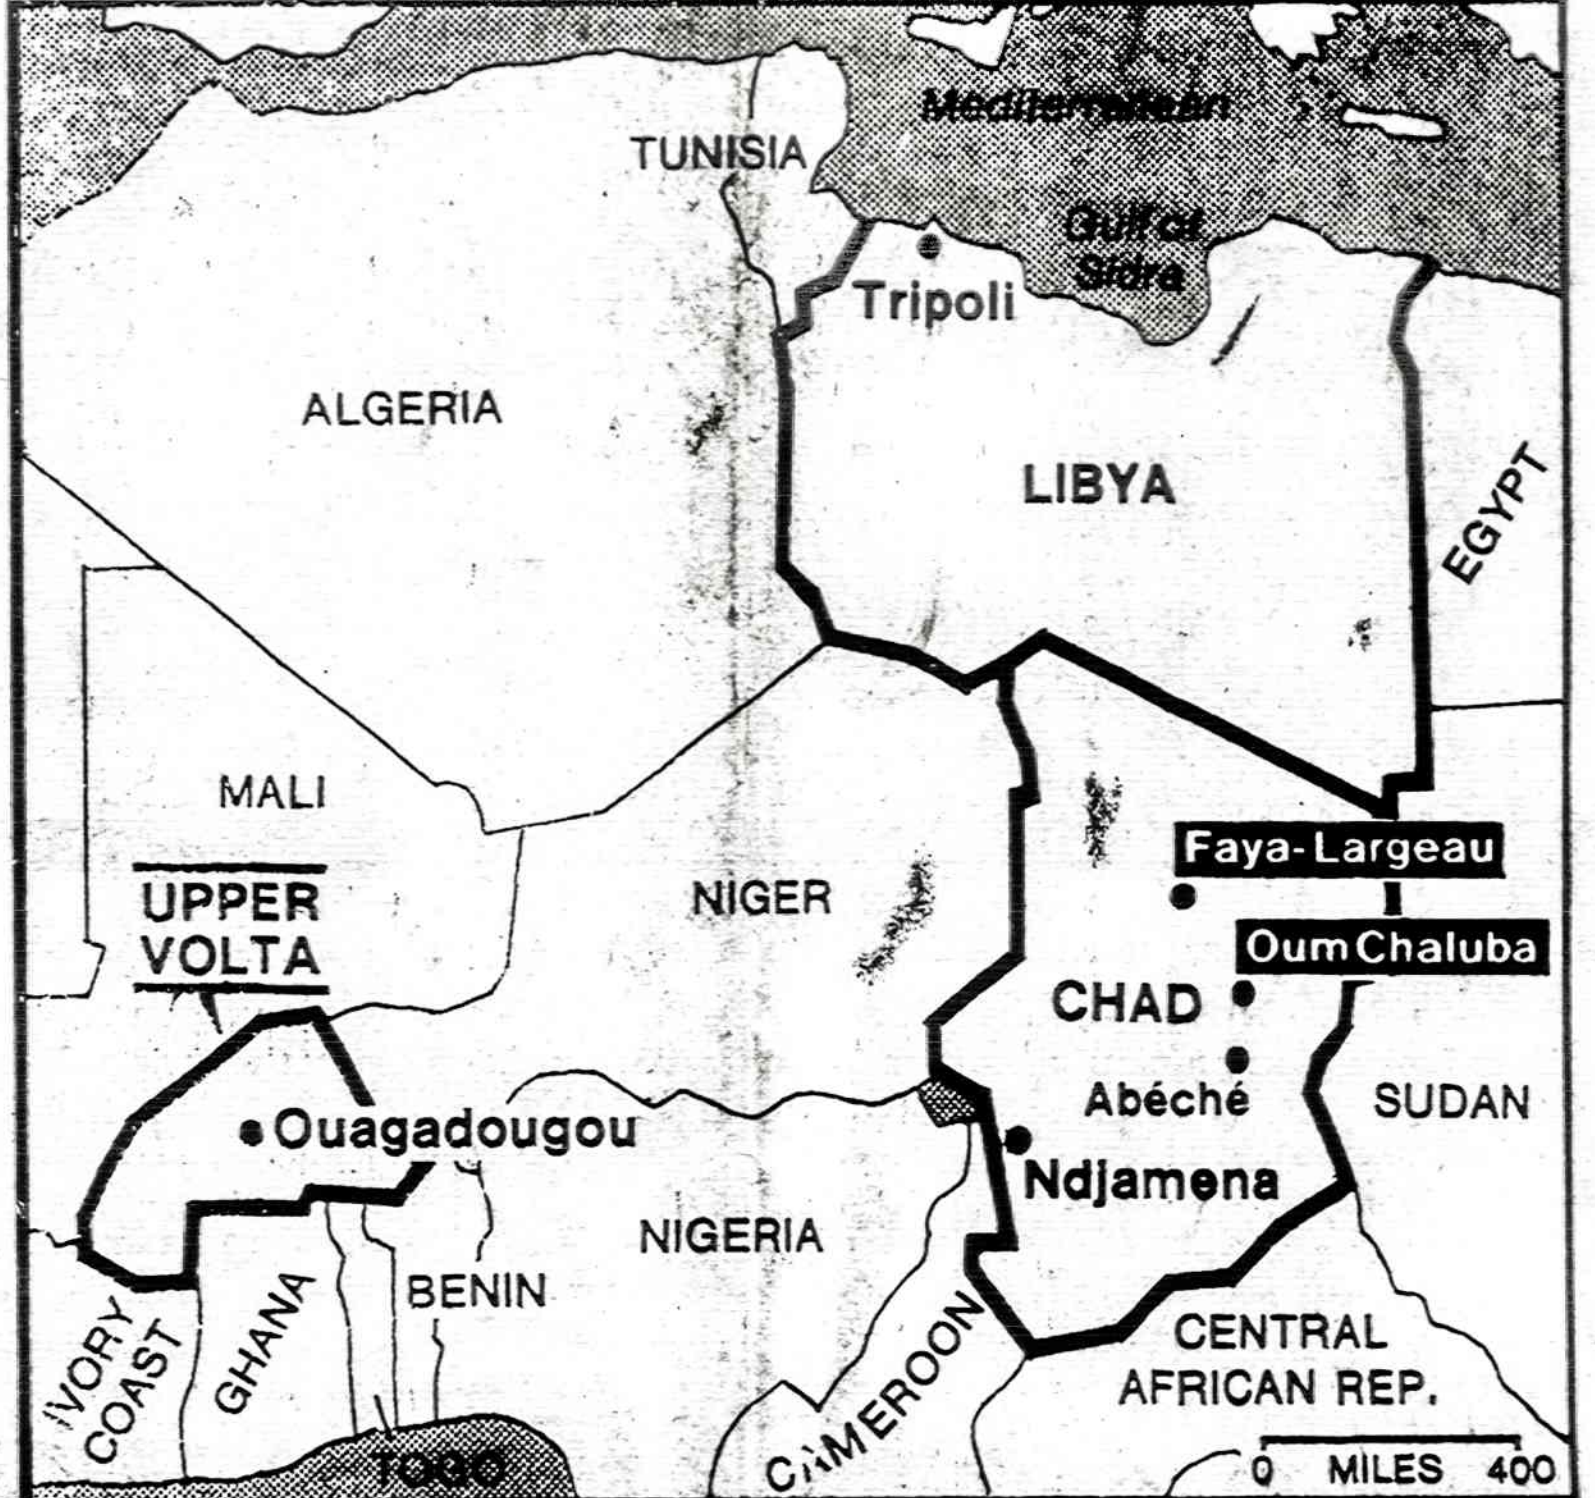 Mediterranean
TUNISIA
Gulf of
Sidra
Tripoli
ALGERIA
LIBYA
EGYPT
MALI
Faya-Largeau
UPPER
VOLTA
NIGER
Oum Chaluba
CHAD
Abéché
SUDAN
Ouagadougou
Ndjamena
NIGERIA
BENIN
IVORY
COAST
GHANA
CAMEROON
CENTRAL
AFRICAN REP.
TOGO
0 MILES 400